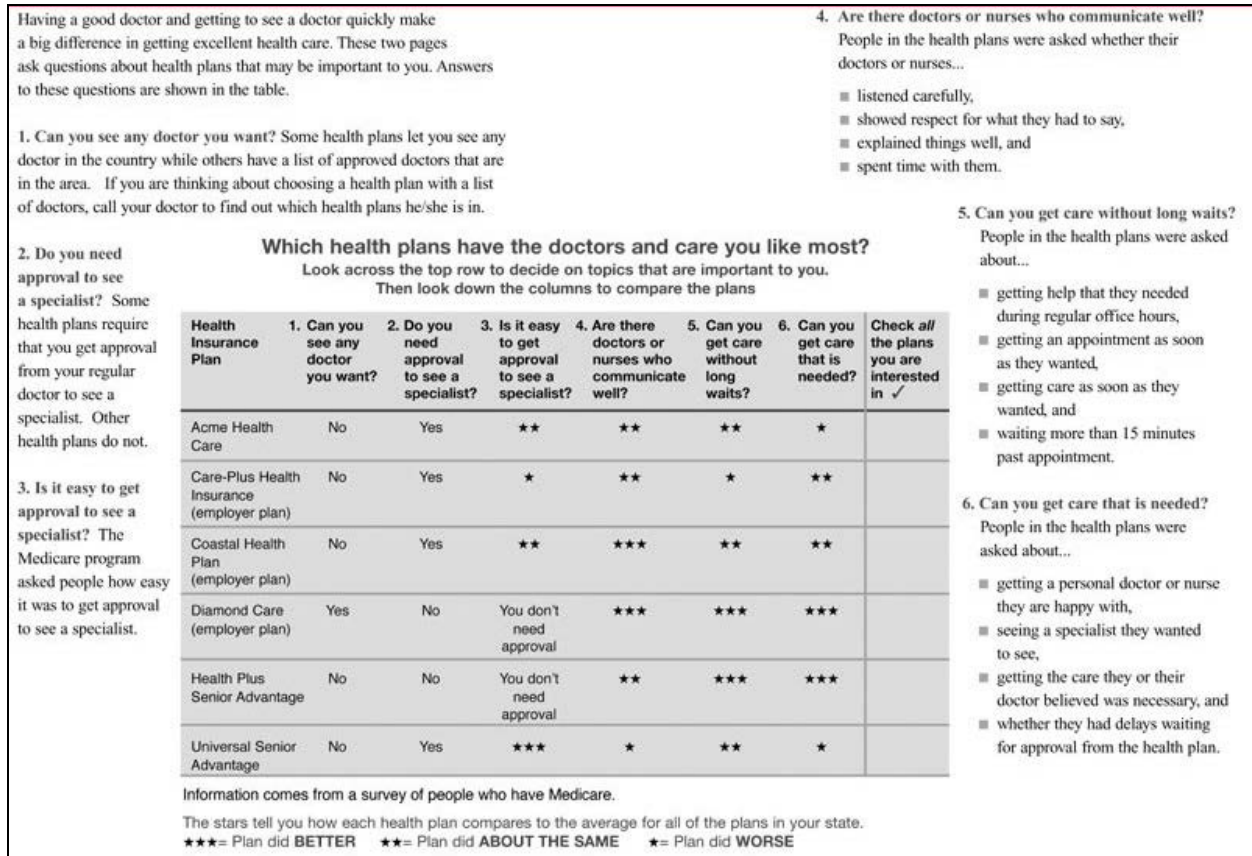 Having a good doctor and getting to see a doctor quickly make
a big difference in getting excellent health care. These two pages
ask questions about health plans that may be important to you. Answers
to these questions are shown in the table.
1. Can you see any doctor you want? Some health plans let you see any
doctor in the country while others have a list of approved doctors that are
in the area. If you are thinking about choosing a health plan with a list
of doctors, call your doctor to find out which health plans he/she is in.
2. Do you need
approval to see
a specialist? Some
health plans require
that you get approval
from your regular
doctor to see a
specialist. Other
health plans do not.
3. Is it easy to get
approval to see a
specialist? The
Medicare program
asked people how easy
it was to get approval
to see a specialist.
Which health plans have the doctors and care you like most?
Look across the top row to decide on topics that are important to you.
Then look down the columns to compare the plans
Health 1. Can you 2. Do you 3. Is it easy 4. Are there 5. Can you 6. Can you Check all
Insurance see any need to get doctors or get care get care the plans
Plan doctor approval approval nurses who without that is you are
you want? to see a to see a communicate long needed? interested
specialist? specialist? well? waits? in ✓
Acme Health No Yes ★★ ★★ ★★ ★
Care
Care-Plus Health No Yes ★ ★★ ★ ★★
Insurance
(employer plan)
Coastal Health No Yes ★★ ★★★ ★★ ★★
Plan
(employer plan)
Diamond Care Yes No You don't ★★★ ★★★ ★★★
(employer plan) need
approval
Health Plus No No You don't ★★ ★★★ ★★★
Senior Advantage need
approval
Universal Senior No Yes ★★★ ★ ★★ ★
Advantage
Information comes from a survey of people who have Medicare.
The stars tell you how each health plan compares to the average for all of the plans in your state.
★★★= Plan did BETTER ★★= Plan did ABOUT THE SAME ★= Plan did WORSE
4. Are there doctors or nurses who communicate well?
People in the health plans were asked whether their
doctors or nurses...
■ listened carefully,
■ showed respect for what they had to say,
■ explained things well, and
■ spent time with them.
5. Can you get care without long waits?
People in the health plans were asked
about...
■ getting help that they needed
during regular office hours,
■ getting an appointment as soon
as they wanted,
■ getting care as soon as they
wanted, and
■ waiting more than 15 minutes
past appointment.
6. Can you get care that is needed?
People in the health plans were
asked about...
■ getting a personal doctor or nurse
they are happy with,
■ seeing a specialist they wanted
to see,
■ getting the care they or their
doctor believed was necessary, and
■ whether they had delays waiting
for approval from the health plan.